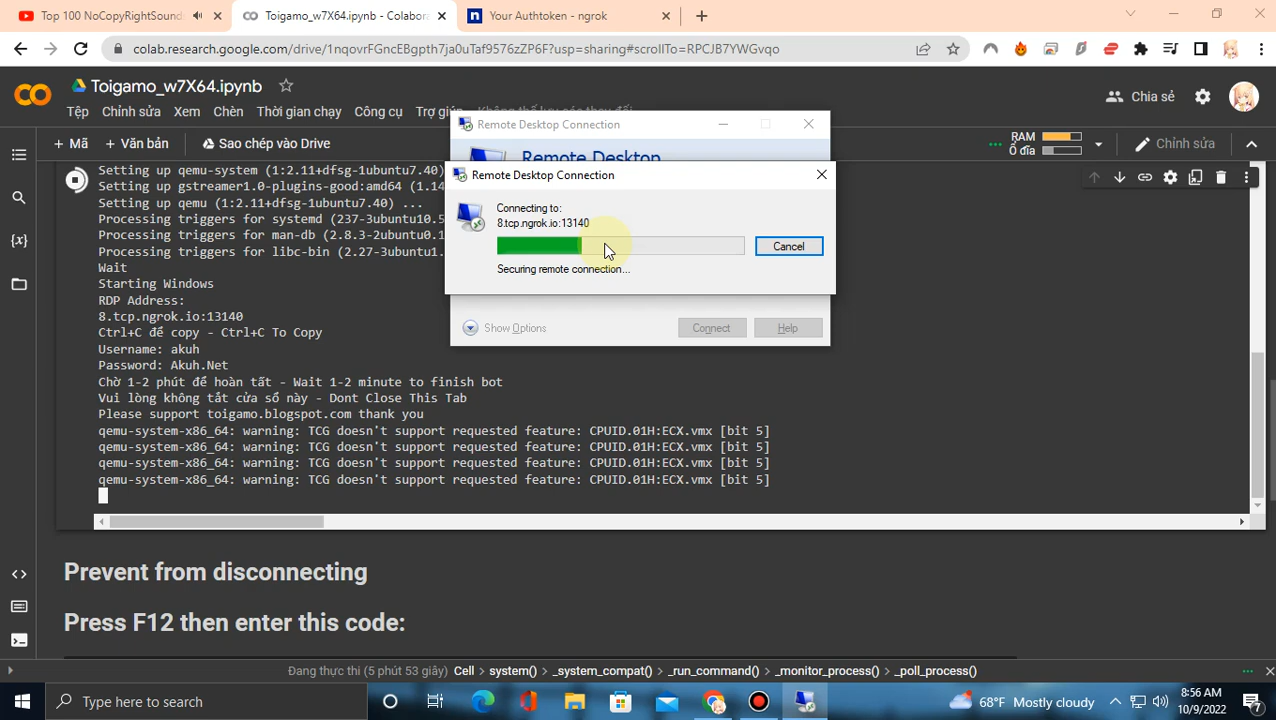 Top 100 NoCopyRightSound
Toigamo_w7X64.ipynb - Colabora
Your Authtoken - ngrok
colab.research.google.com/drive/1nqovrFGncEBgpth7ja0uTaf9576zZP6F?usp=sharing#scrollTo=RPCJB7YWGvqo
Toigamo_w7X64.ipynb
Tệp Chỉnh sửa Xem Chèn Thời gian chạy Công cụ Trợ giúp Không thể lưu các thay đổi
Chia sẻ
+ Mã + Văn bản Sao chép vào Drive
RAM
Ổ đĩa
Chỉnh sửa
Setting up qemu-system (1:2.11+dfsg-1ubuntu7.40)
Setting up gstreamer1.0-plugins-good:amd64 (1.14
Setting up qemu (1:2.11+dfsg-1ubuntu7.40) ...
Processing triggers for systemd (237-3ubuntu10.5
Processing triggers for man-db (2.8.3-2ubuntu0.1
Processing triggers for libc-bin (2.27-3ubuntu1.
Wait
Starting Windows
RDP Address:
8.tcp.ngrok.io:13140
Ctrl+C để copy - Ctrl+C To Copy
Username: akuh
Password: Akuh.Net
Chờ 1-2 phút để hoàn tất - Wait 1-2 minute to finish bot
Vui lòng không tắt cửa sổ này - Dont Close This Tab
Please support toigamo.blogspot.com thank you
qemu-system-x86_64: warning: TCG doesn't support requested feature: CPUID.01H:ECX.vmx [bit 5]
qemu-system-x86_64: warning: TCG doesn't support requested feature: CPUID.01H:ECX.vmx [bit 5]
qemu-system-x86_64: warning: TCG doesn't support requested feature: CPUID.01H:ECX.vmx [bit 5]
qemu-system-x86_64: warning: TCG doesn't support requested feature: CPUID.01H:ECX.vmx [bit 5]
Remote Desktop Connection
Remote Desktop
Remote Desktop Connection
Connecting to:
8.tcp.ngrok.io:13140
Cancel
Securing remote connection...
Show Options
Connect
Help
Prevent from disconnecting
Press F12 then enter this code:
Đang thực thi (5 phút 53 giây) Cell > system() > _system_compat() > _run_command() > _monitor_process() > _poll_process()
Type here to search
68°F Mostly cloudy
8:56 AM
10/9/2022
7